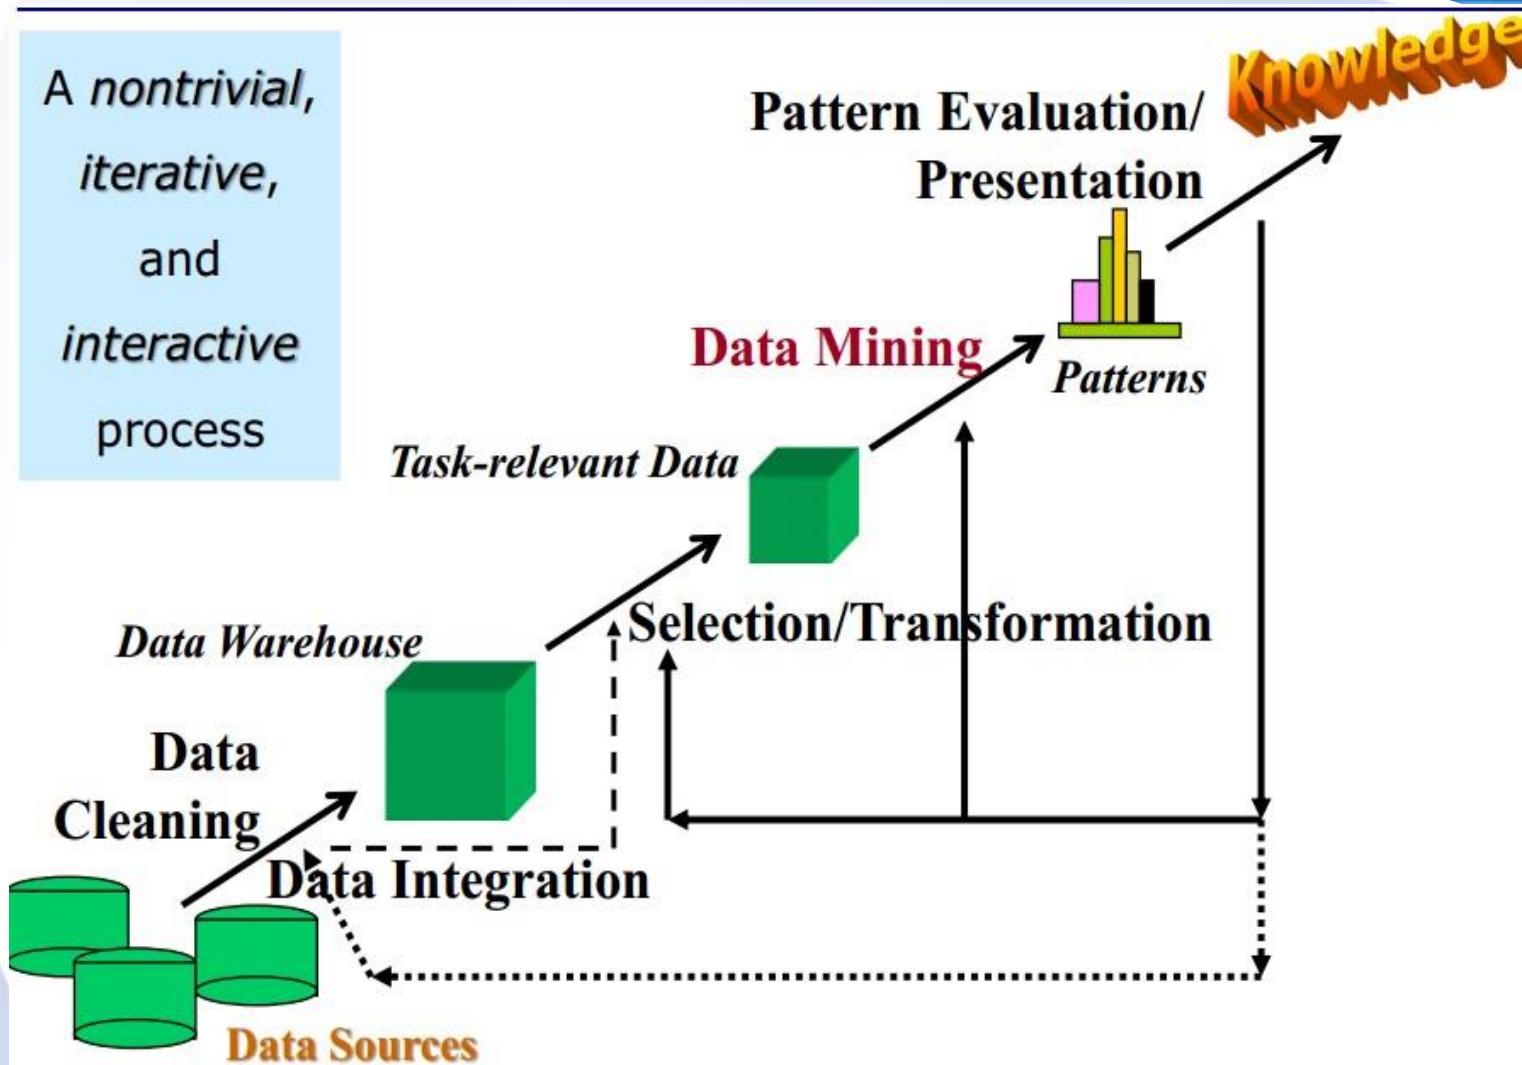 A nontrivial,
iterative,
and
interactive
process
Knowledge
Pattern Evaluation/
Presentation
Data Mining
Patterns
Task-relevant Data
Selection/Transformation
Data Warehouse
Data
Cleaning
Data Integration
Data Sources